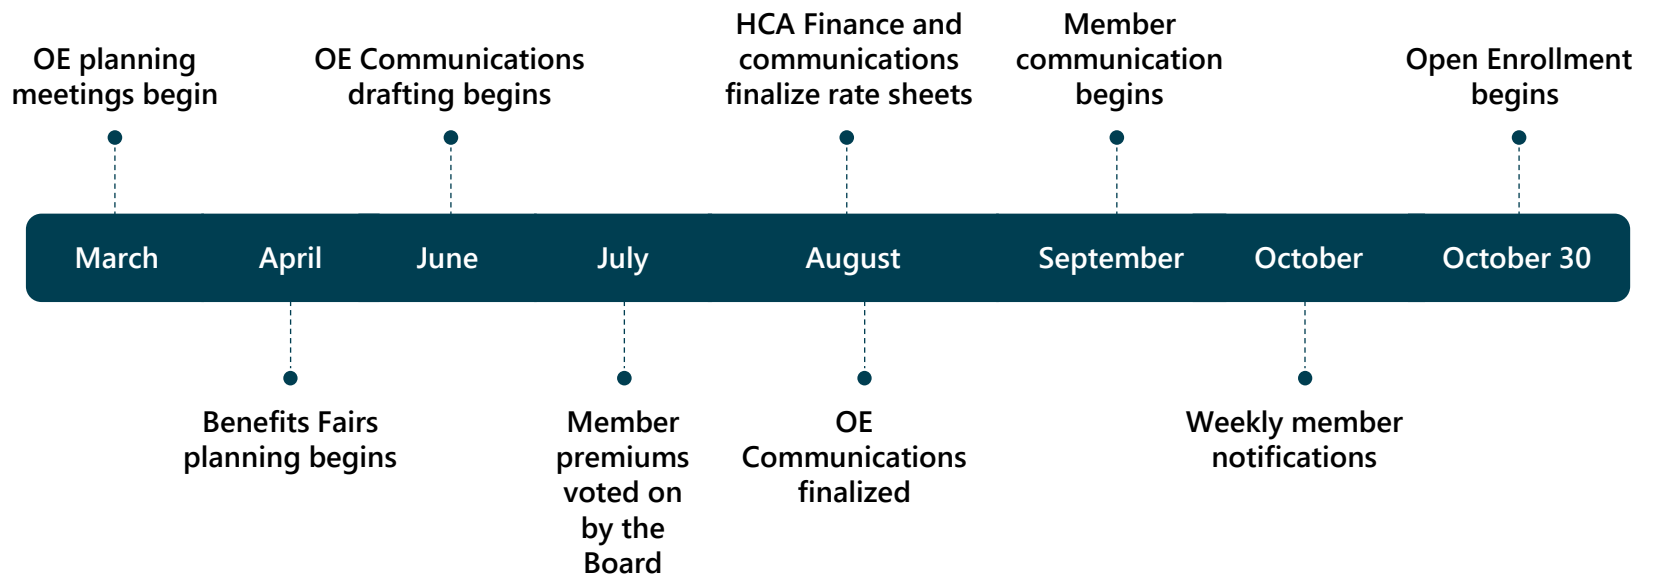 OE planning
meetings begin
OE Communications
drafting begins
HCA Finance and
communications
finalize rate sheets
Member
communication
begins
Open Enrollment
begins
March
April
June
July
August
September
October
October 30
Benefits Fairs
planning begins
Member
premiums
voted on
by the
Board
OE
Communications
finalized
Weekly member
notifications